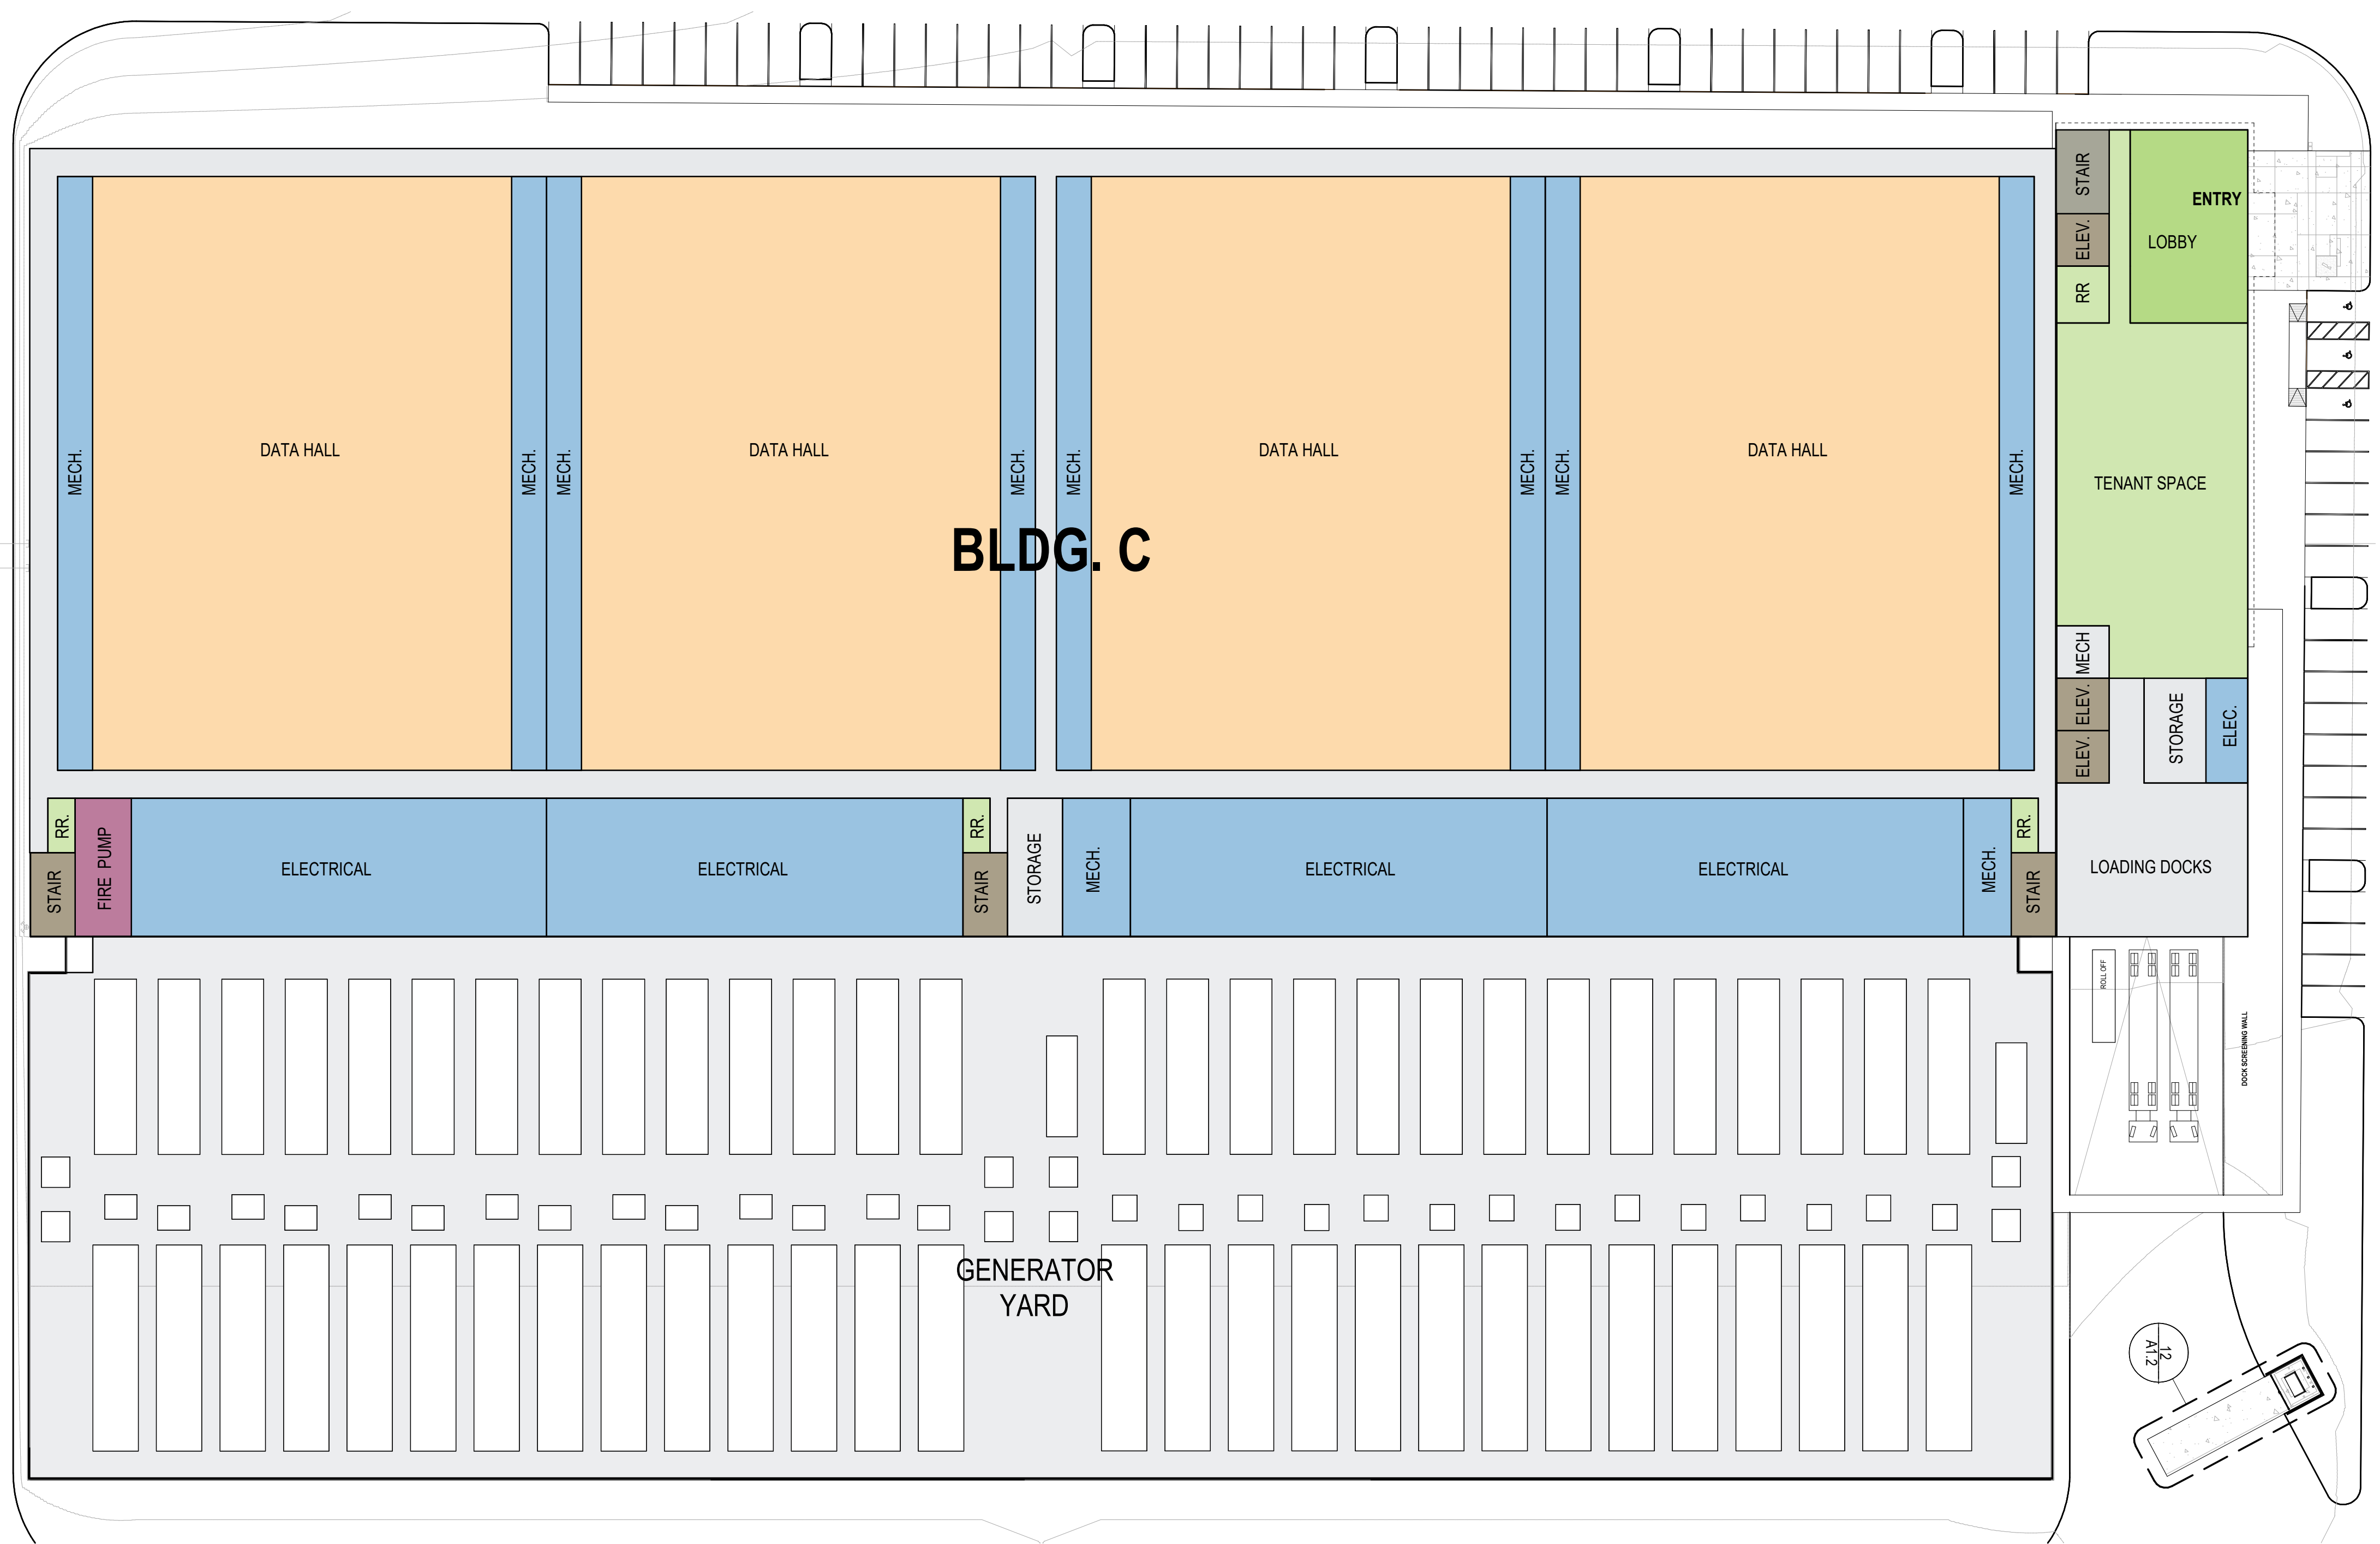 STAIR
ENTRY
ELEV.
LOBBY
RR
DATA HALL
DATA HALL
DATA HALL
DATA HALL
MECH.
MECH.
MECH.
MECH.
MECH.
MECH.
MECH.
MECH.
TENANT SPACE
BLDG. C
MECH
ELEV.
STORAGE
ELEC.
ELEV.
RR.
FIRE PUMP
STAIR
ELECTRICAL
ELECTRICAL
RR.
STAIR
STORAGE
MECH.
ELECTRICAL
ELECTRICAL
MECH.
RR.
STAIR
LOADING DOCKS
ROLL OFF
DOCK SCREENING WALL
GENERATOR
YARD
12
A1.2